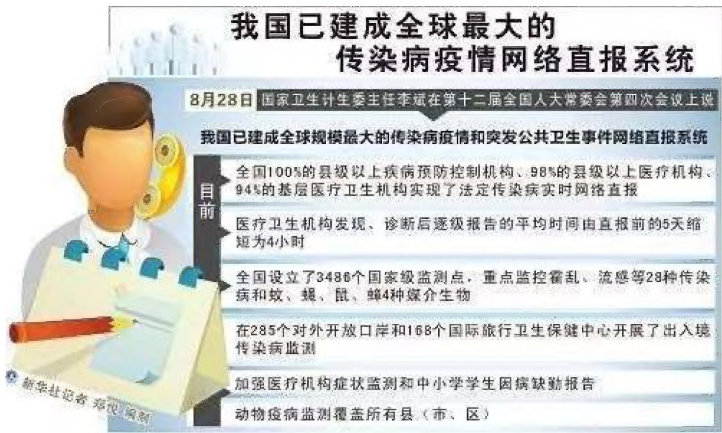 我国已建成全球最大的
传染病疫情网络直报系统
8月28日 国家卫生计生委主任李斌在第十二届全国人大常委会第四次会议上说
我国已建成全球规模最大的传染病疫情和突发公共卫生事件网络直报系统
目前
全国100%的县级以上疾病预防控制机构、98%的县级以上医疗机构、
94%的基层医疗卫生机构实现了法定传染病实时网络直报
医疗卫生机构发现、诊断后逐级报告的平均时间由直报前的5天缩
短为4小时
全国设立了3486个国家级监测点，重点监控霍乱、流感等28种传染
病和蚊、蝇、鼠、蟑4种媒介生物
在285个对外开放口岸和168个国际旅行卫生保健中心开展了出入境
传染病监测
加强医疗机构症状监测和中小学学生因病缺勤报告
动物疫病监测覆盖所有县（市、区）
新华社记者 郑悦 编制